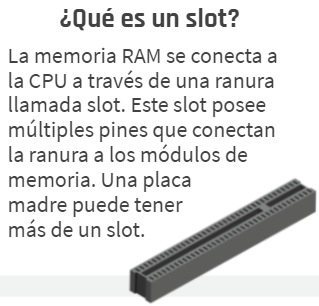 ¿Qué es un slot?
La memoria RAM se conecta a
la CPU a través de una ranura
llamada slot. Este slot posee
múltiples pines que conectan
la ranura a los módulos de
memoria. Una placa
madre puede tener
más de un slot.